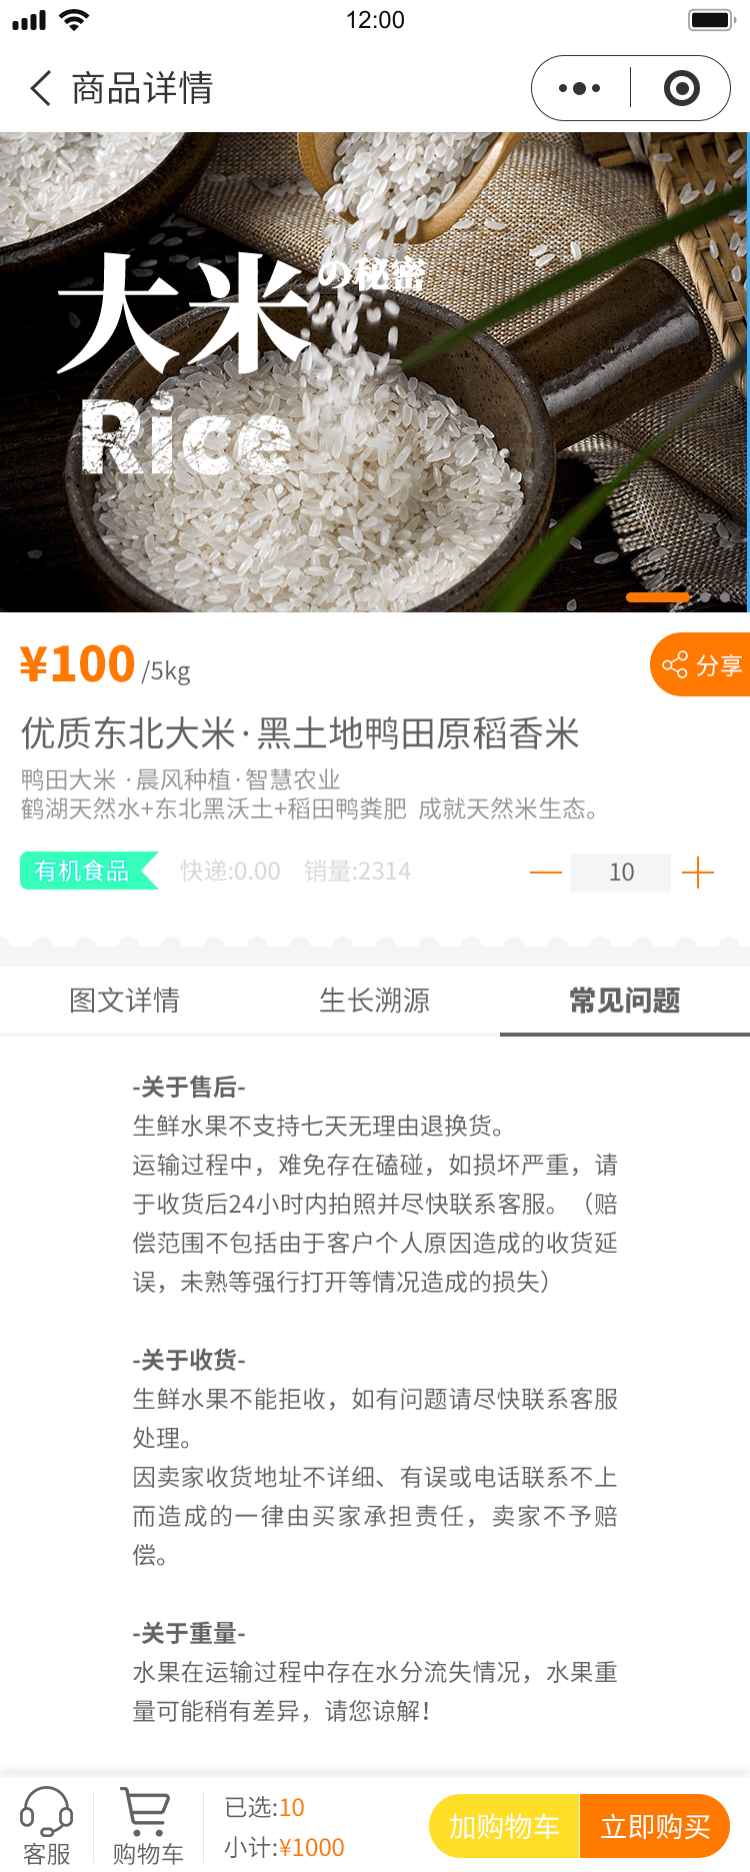 12:00
商品详情
大米の秘密
Rice
¥100/5kg
分享
优质东北大米·黑土地鸭田原稻香米
鸭田大米 ·晨风种植·智慧农业
鹤湖天然水+东北黑沃土+稻田鸭粪肥 成就天然米生态。
有机食品 快递:0.00 销量:2314 10
图文详情 生长溯源 常见问题
-关于售后-
生鲜水果不支持七天无理由退换货。
运输过程中，难免存在磕碰，如损坏严重，请
于收货后24小时内拍照并尽快联系客服。（赔
偿范围不包括由于客户个人原因造成的收货延
误，未熟等强行打开等情况造成的损失）
-关于收货-
生鲜水果不能拒收，如有问题请尽快联系客服
处理。
因卖家收货地址不详细、有误或电话联系不上
而造成的一律由买家承担责任，卖家不予赔
偿。
-关于重量-
水果在运输过程中存在水分流失情况，水果重
量可能稍有差异，请您谅解！
客服
购物车
已选:10
小计:¥1000
加购物车
立即购买